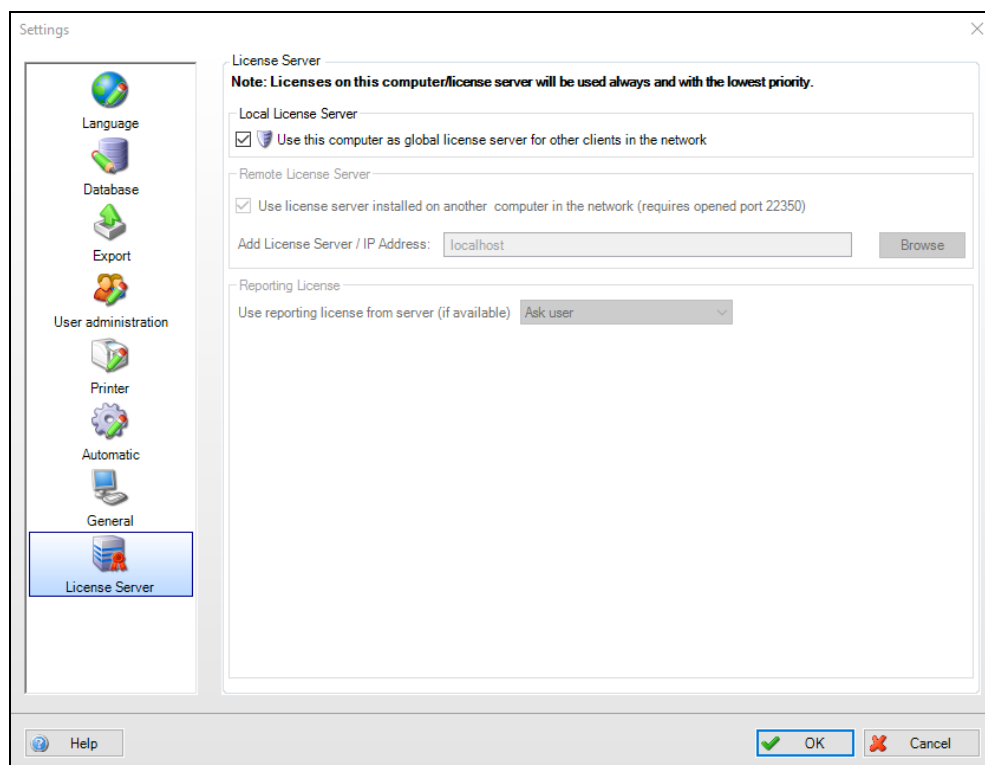 Settings
Language
Database
Export
User administration
Printer
Automatic
General
License Server
License Server
Note: Licenses on this computer/license server will be used always and with the lowest priority.
Local License Server
Use this computer as global license server for other clients in the network
Remote License Server
Use license server installed on another computer in the network (requires opened port 22350)
Add License Server / IP Address: localhost Browse
Reporting License
Use reporting license from server (if available) Ask user
Help OK Cancel